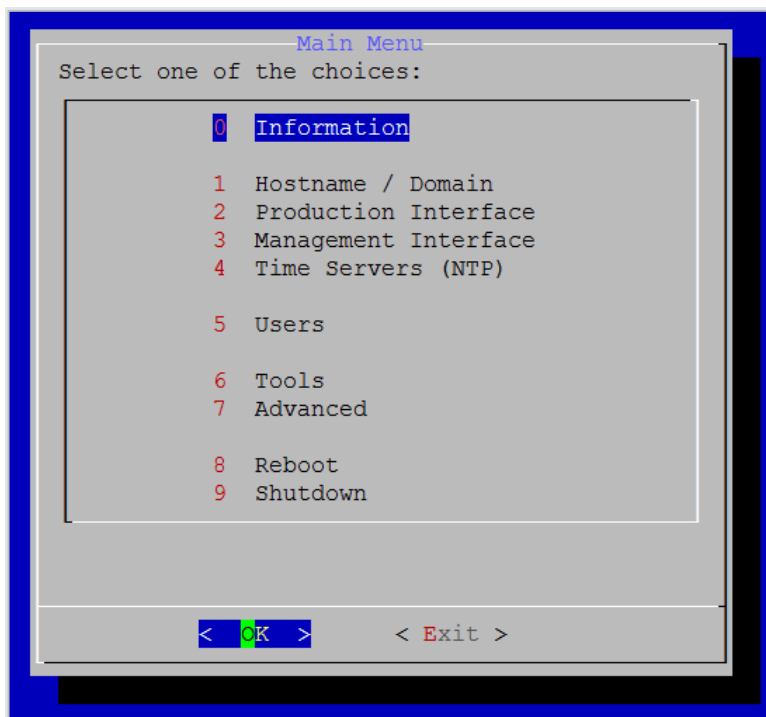 Main Menu
Select one of the choices:
0 Information
1 Hostname / Domain
2 Production Interface
3 Management Interface
4 Time Servers (NTP)
5 Users
6 Tools
7 Advanced
8 Reboot
9 Shutdown
< OK > < Exit >